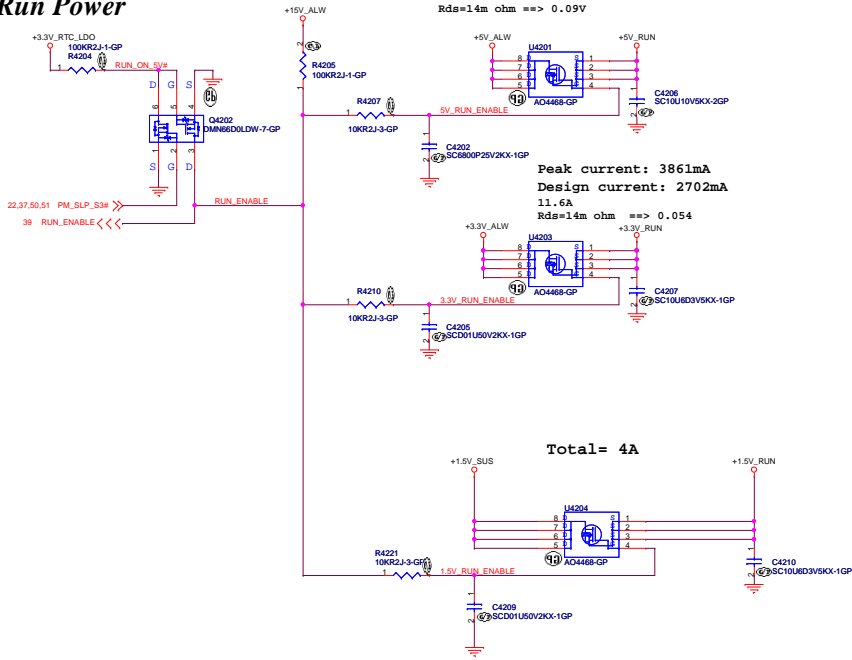 Run Power
+15V_ALW
Rds=14m ohm ==> 0.09V
+3.3V_RTC_LDO
100KR2J-1-GP
R4204
RUN_ON_5V#
2
1
R4205
100KR2J-1-GP
+5V_ALW
+5V_RUN
U4201
8 D S 1
7 D S 2
6 D S 3
5 D G 4
AO4468-GP
C4206
SC10U10V5KX-2GP
D G S
6 5 4
Q4202
DMN66D0LDW-7-GP
1 2 3
S G D
R4207
1
10KR2J-3-GP
5V_RUN_ENABLE
C4202
SC6800P25V2KX-1GP
22,37,50,51 PM_SLP_S3#
39 RUN_ENABLE
RUN_ENABLE
Peak current: 3861mA
Design current: 2702mA
11.6A
Rds=14m ohm ==> 0.054
+3.3V_ALW
+3.3V_RUN
U4203
8 D S 1
7 D S 2
6 D S 3
5 D G 4
AO4468-GP
C4207
SC10U6D3V5KX-1GP
R4210
1
10KR2J-3-GP
3.3V_RUN_ENABLE
C4205
SCD01U50V2KX-1GP
Total= 4A
+1.5V_SUS
+1.5V_RUN
U4204
8 D S 1
7 D S 2
6 D S 3
5 D G 4
AO4468-GP
C4210
SC10U6D3V5KX-1GP
R4221
10KR2J-3-GP
1
1.5V_RUN_ENABLE
C4209
SCD01U50V2KX-1GP